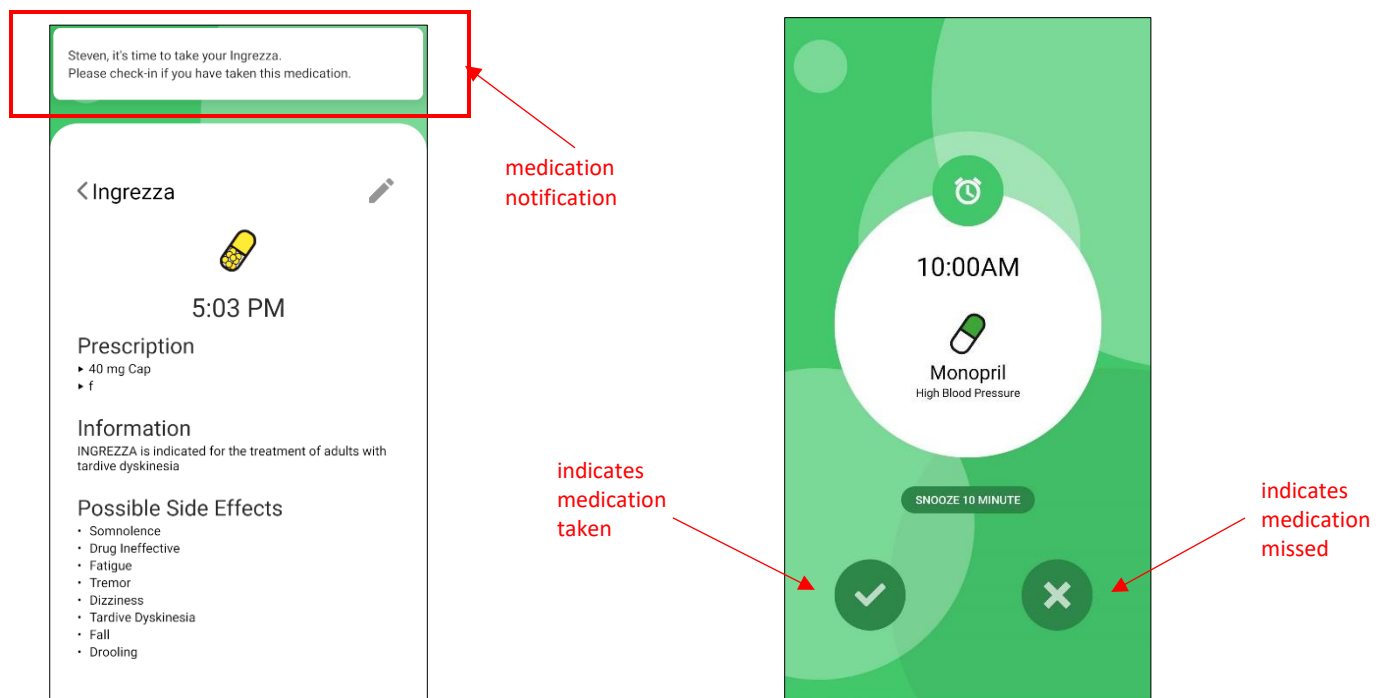 Steven, it's time to take your Ingrezza.
Please check-in if you have taken this medication.
medication
notification
Ingrezza
5:03 PM
Prescription
‣ 40 mg Cap
‣ f
Information
INGREZZA is indicated for the treatment of adults with
tardive dyskinesia
Possible Side Effects
• Somnolence
• Drug Ineffective
• Fatigue
• Tremor
• Dizziness
• Tardive Dyskinesia
• Fall
• Drooling
10:00AM
Monopril
High Blood Pressure
SNOOZE 10 MINUTE
indicates
medication
taken
indicates
medication
missed